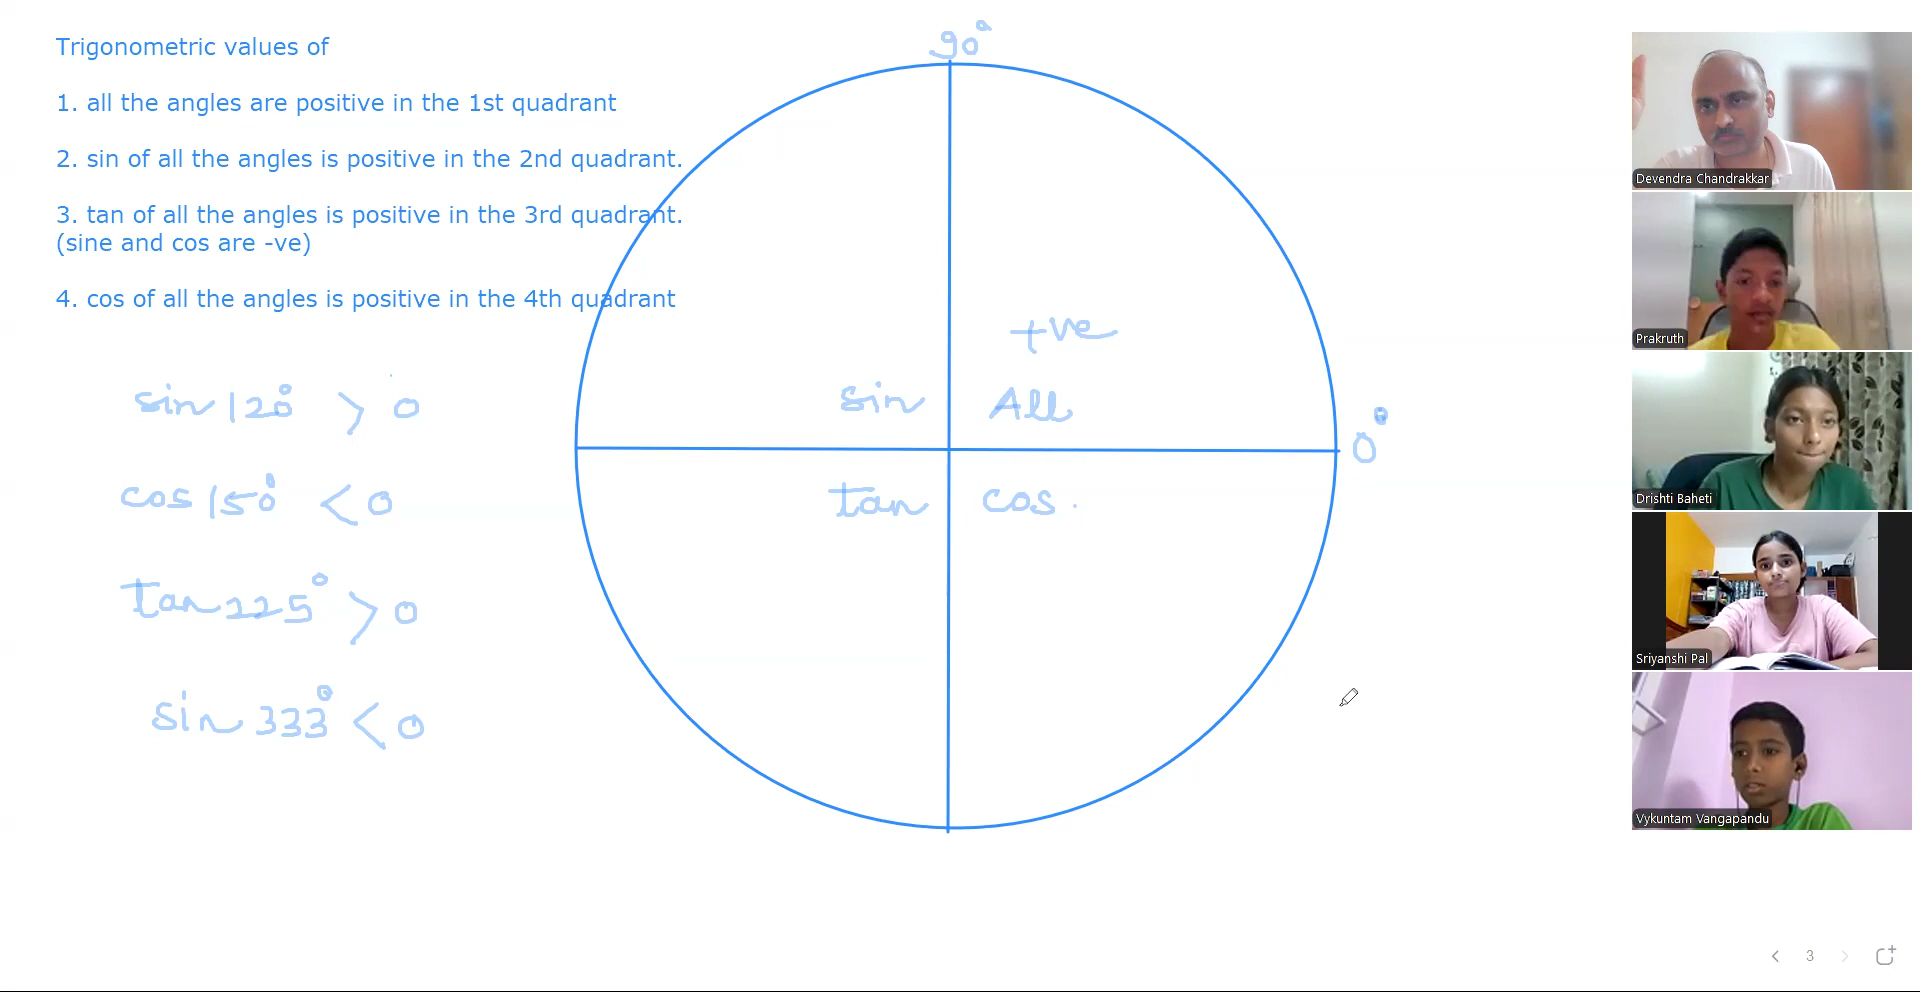 Trigonometric values of
1. all the angles are positive in the 1st quadrant
2. sin of all the angles is positive in the 2nd quadrant.
3. tan of all the angles is positive in the 3rd quadrant.
(sine and cos are -ve)
4. cos of all the angles is positive in the 4th quadrant
sin 120° > 0
cos 150° < 0
tan 225° > 0
sin 333° < 0
90°
+ve
sin All
0°
tan cos
Devendra Chandrakkar
Prakruth
Drishti Baheti
Sriyanshi Pal
Vykuntam Vangapandu
3